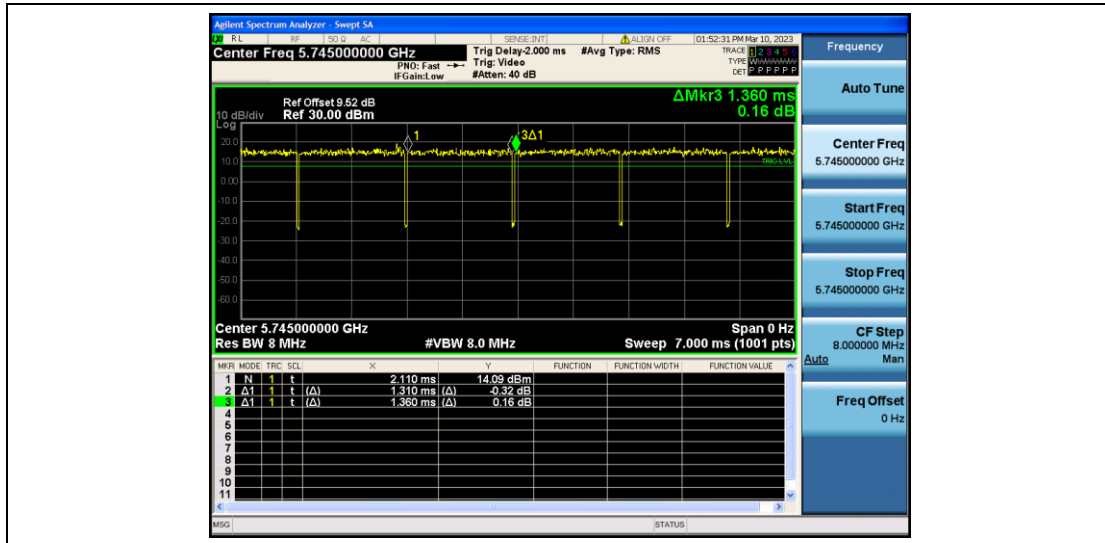 Agilent Spectrum Analyzer - Swept SA
RL RF 50 Ω AC SENSE:INT ALIGN OFF 01:52:31 PM Mar 10, 2023
Center Freq 5.745000000 GHz
Trig Delay-2.000 ms #Avg Type: RMS
PNO: Fast Trig: Video
IFGain:Low #Atten: 40 dB
TRACE 1 2 3 4 5 6
TYPE
DET P P P P P P
Frequency
ΔMkr3 1.360 ms
0.16 dB
Ref Offset 9.52 dB
10 dB/div Ref 30.00 dBm
Log
20.0
10.0
0.00
-10.0
-20.0
-30.0
-40.0
-50.0
-60.0
1
3Δ1
TRIG LVL
Center 5.745000000 GHz Span 0 Hz
Res BW 8 MHz #VBW 8.0 MHz Sweep 7.000 ms (1001 pts)
MKR MODE TRC SCL X Y FUNCTION FUNCTION WIDTH FUNCTION VALUE
1 N 1 t 2.110 ms 14.09 dBm
2 Δ1 1 t (Δ) 1.310 ms (Δ) -0.32 dB
3 Δ1 1 t (Δ) 1.360 ms (Δ) 0.16 dB
4
5
6
7
8
9
10
11
MSG STATUS
Auto Tune
Center Freq
5.745000000 GHz
Start Freq
5.745000000 GHz
Stop Freq
5.745000000 GHz
CF Step
8.000000 MHz
Auto Man
Freq Offset
0 Hz